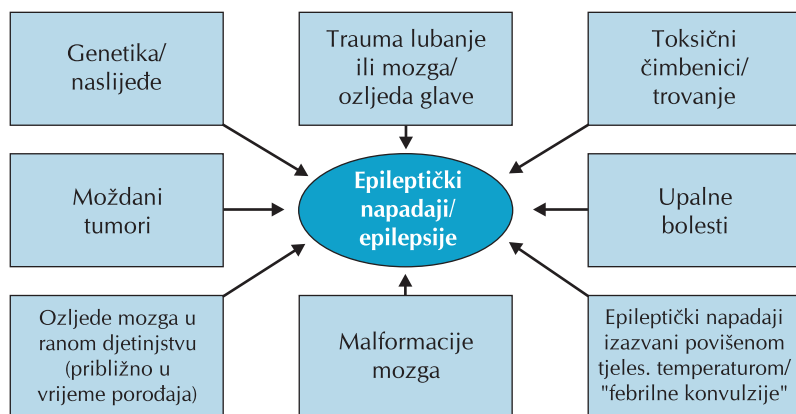 Genetika/
naslijeđe
Trauma lubanje
ili mozga/
ozljeda glave
Toksični
čimbenici/
trovanje
Moždani
tumori
Epileptički
napadaji/
epilepsije
Upalne
bolesti
Ozljede mozga u
ranom djetinjstvu
(približno u
vrijeme porođaja)
Malformacije
mozga
Epileptički napadaji
izazvani povišenom
tjeles. temperaturom/
"febrilne konvulzije"